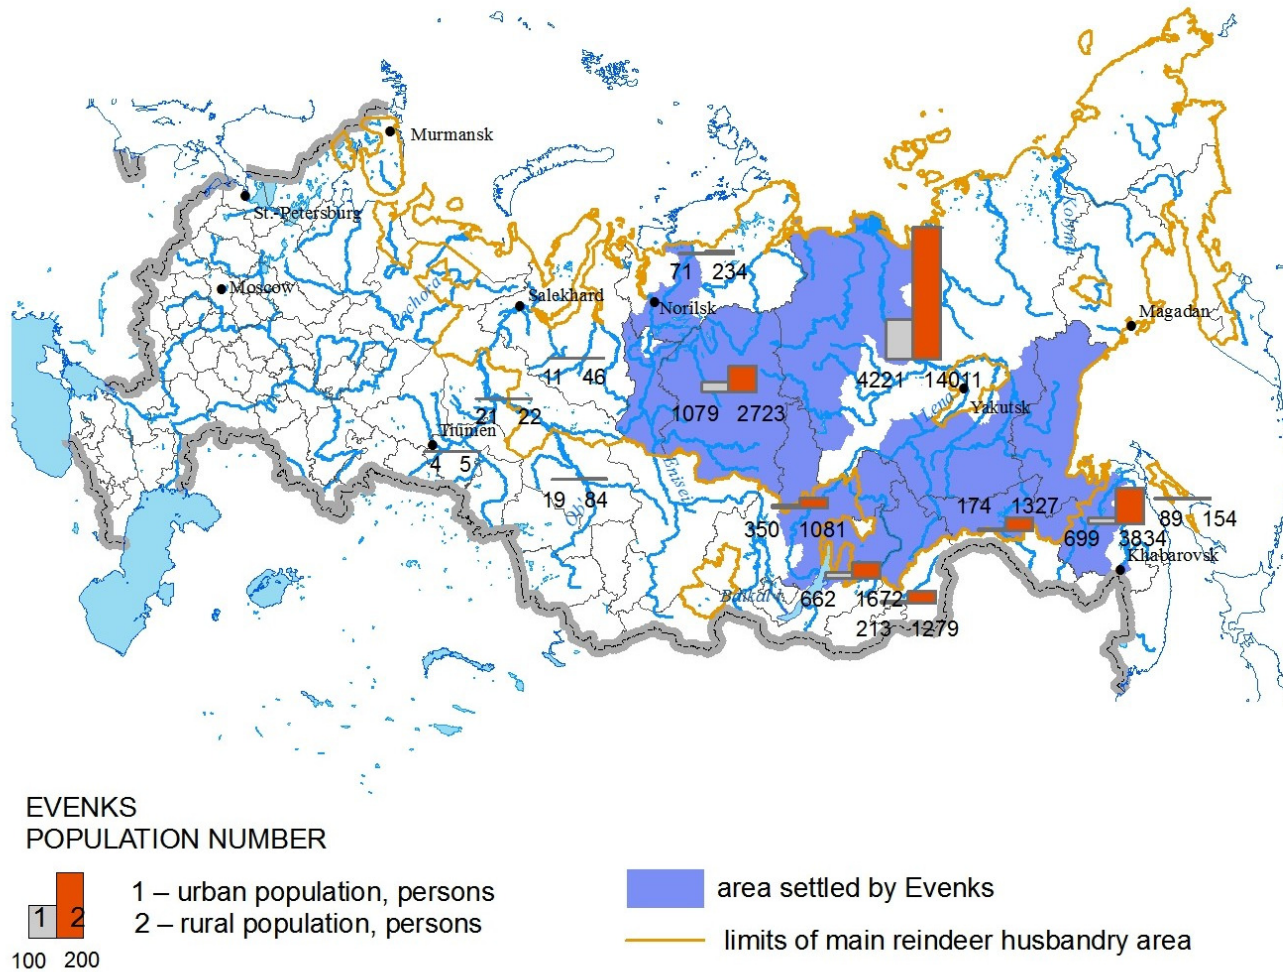 Murmansk
St.-Petersburg
Moscow
Pechora
Salekhard
71 234
Norilsk
Kolyma
Magadan
11 46
4221 14011
Lena
Yakutsk
21 22
1079 2723
Tiumen
4 5
Enisei
19 84
Ob
350 1081
174 1327
699 3834
89 154
Khabarovsk
Baikal
662 1672
213 1279
EVENKS
POPULATION NUMBER
1 2
100 200
1 – urban population, persons
2 – rural population, persons
area settled by Evenks
limits of main reindeer husbandry area